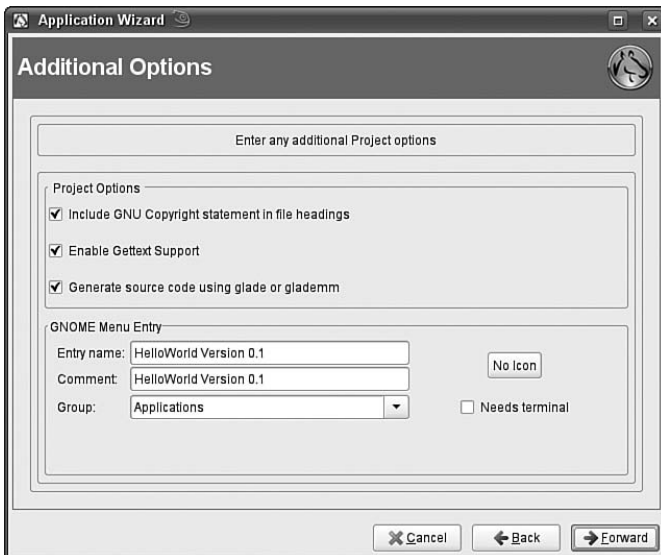 Application Wizard
Additional Options
Enter any additional Project options
Project Options
Include GNU Copyright statement in file headings
Enable Gettext Support
Generate source code using glade or glademm
GNOME Menu Entry
Entry name: HelloWorld Version 0.1
No Icon
Comment: HelloWorld Version 0.1
Group: Applications
Needs terminal
Cancel
Back
Forward